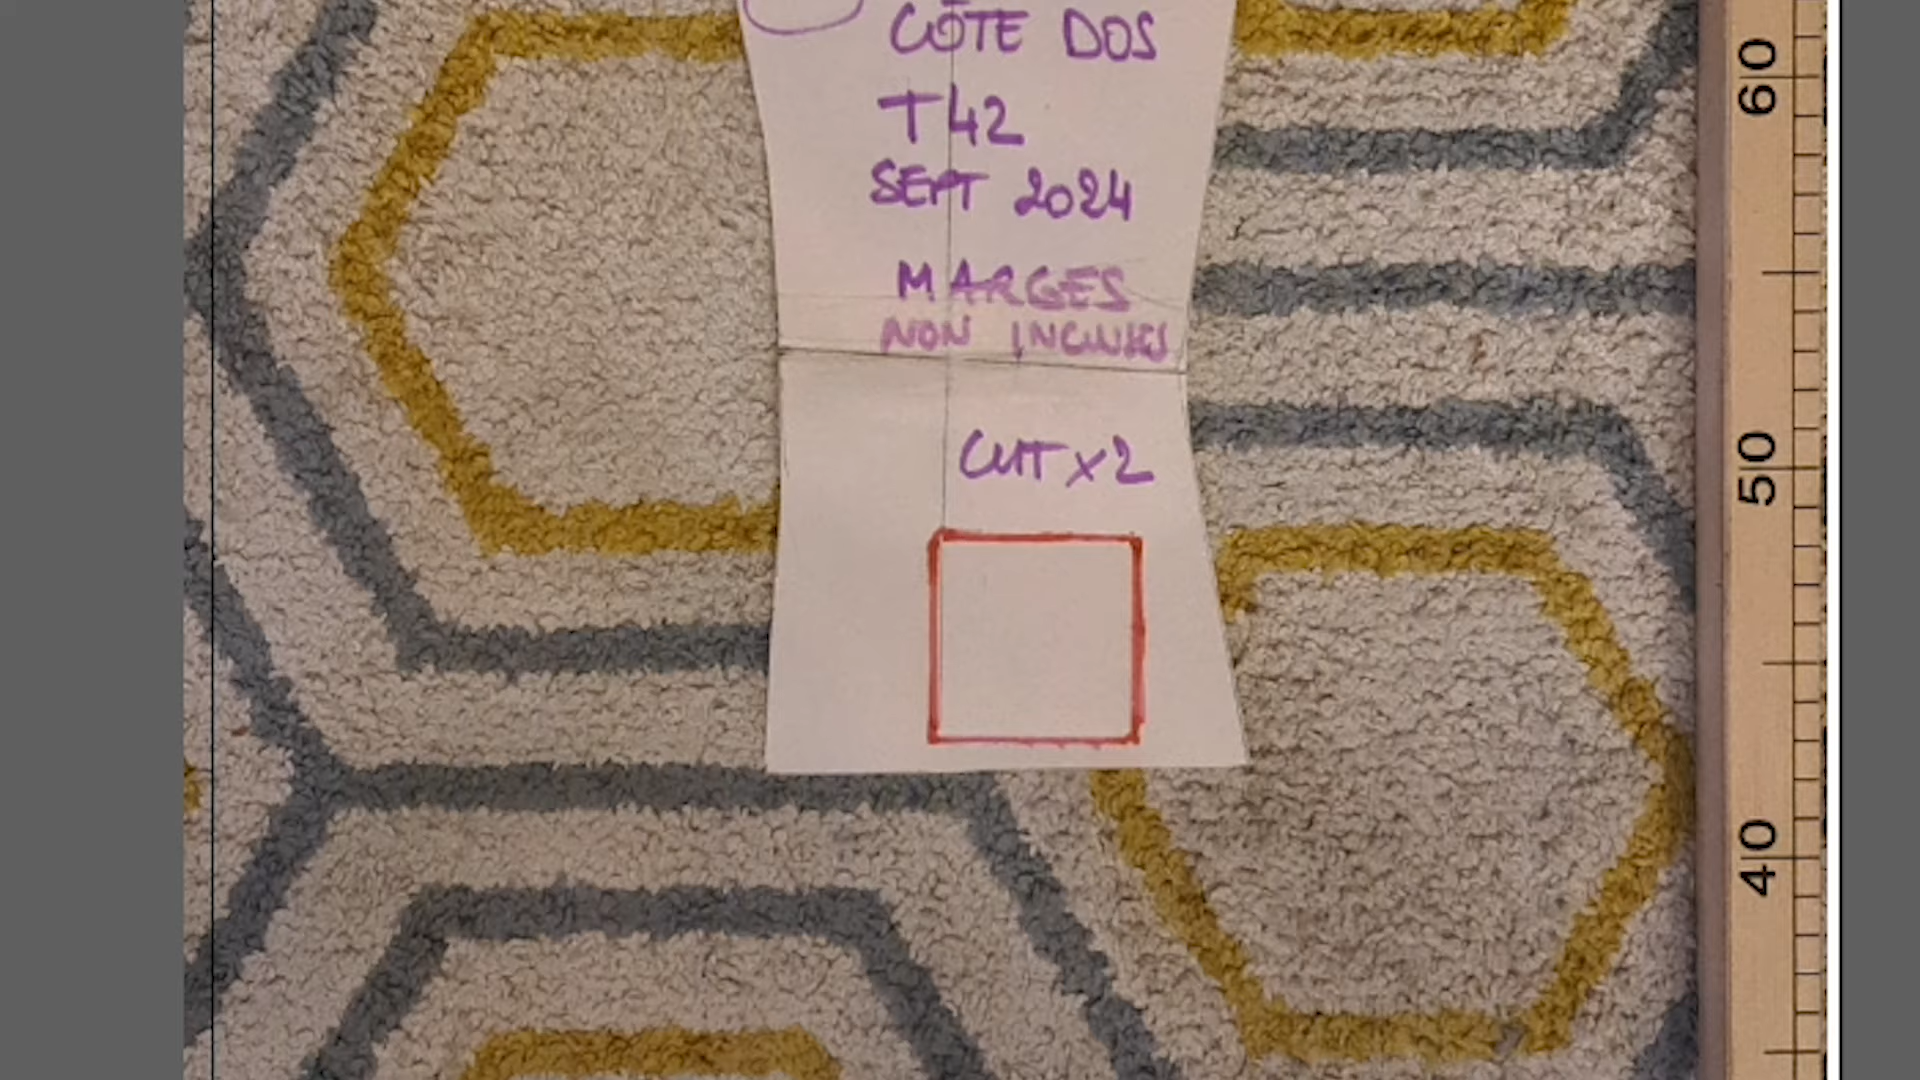 CÔTE DOS
T42
SEPT 2024
MARGES
NON INCLUSES
CUT x2
60
50
40